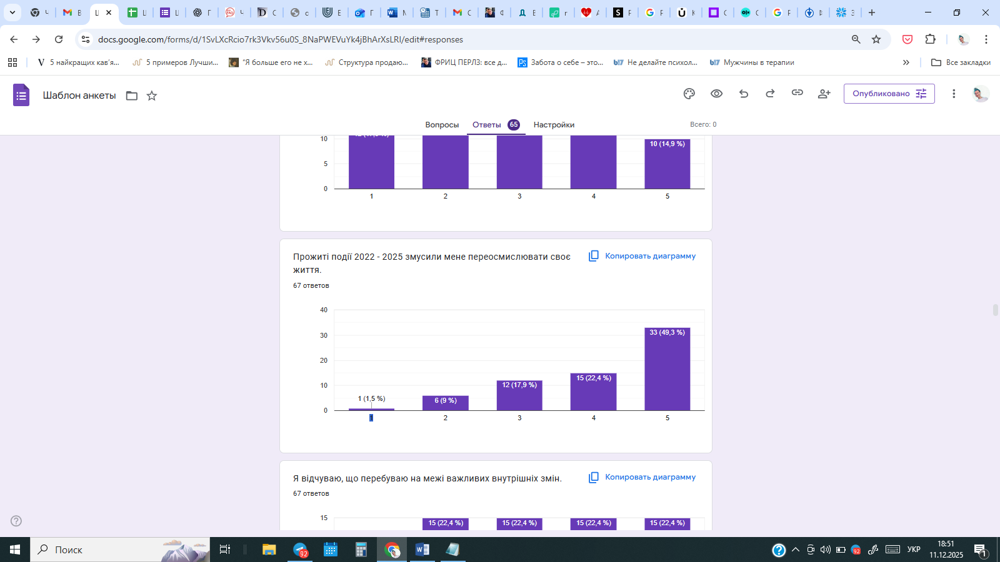 docs.google.com/forms/d/1SvLXcRcio7rk3Vkv56u0S_8NaPWEVuYk4jBhArXsLRI/edit#responses
5 найкращих кав'я...
5 примеров Лучши...
"Я больше его не х...
Структура продаю...
ФРИЦ ПЕРЛЗ: все д...
Забота о себе – это...
Не делайте психол...
Мужчины в терапии
Все закладки
Шаблон анкеты
Опубликовано
Вопросы
Ответы 65
Настройки
Всего: 0
10
5
0
10 (14,9 %)
1 2 3 4 5
Прожиті події 2022 - 2025 змусили мене переосмислювати своє
життя.
Копировать диаграмму
67 ответов
40
30
20
10
0
1 (1,5 %)
6 (9 %)
12 (17,9 %)
15 (22,4 %)
33 (49,3 %)
1 2 3 4 5
Я відчуваю, що перебуваю на межі важливих внутрішніх змін.
Копировать диаграмму
67 ответов
15
15 (22,4 %)
15 (22,4 %)
15 (22,4 %)
15 (22,4 %)
Поиск
92
92
УКР
18:51
11.12.2025
1